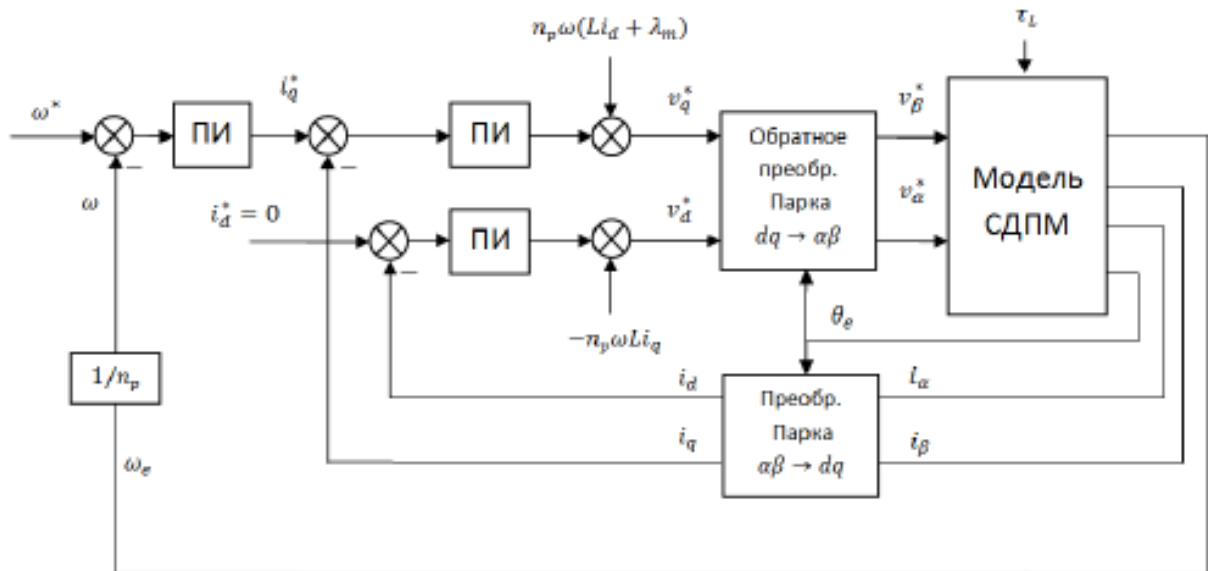 n_p ω(Li_d + λ_m)
τ_L
ω*
ПИ
i_q*
ПИ
v_q*
v_β*
−
−
Обратное
преобр.
Парка
dq → αβ
Модель
СДПМ
ω
i_d* = 0
ПИ
v_d*
v_α*
−
−n_p ωLi_q
θ_e
1/n_p
i_d
Преобр.
Парка
αβ → dq
i_α
i_q
i_β
ω_e